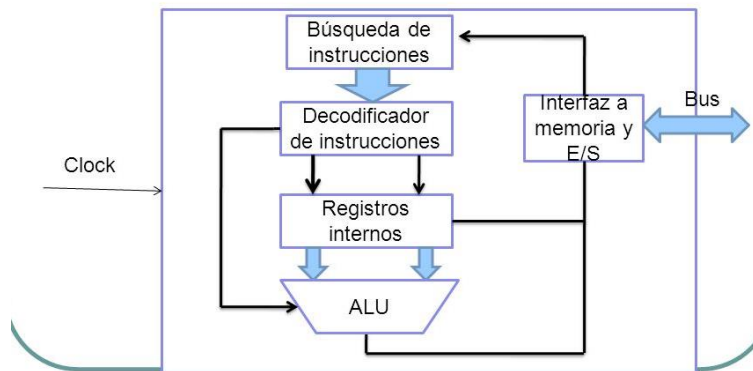 Búsqueda de
instrucciones
Decodificador
de instrucciones
Interfaz a
memoria y
E/S
Bus
Clock
Registros
internos
ALU